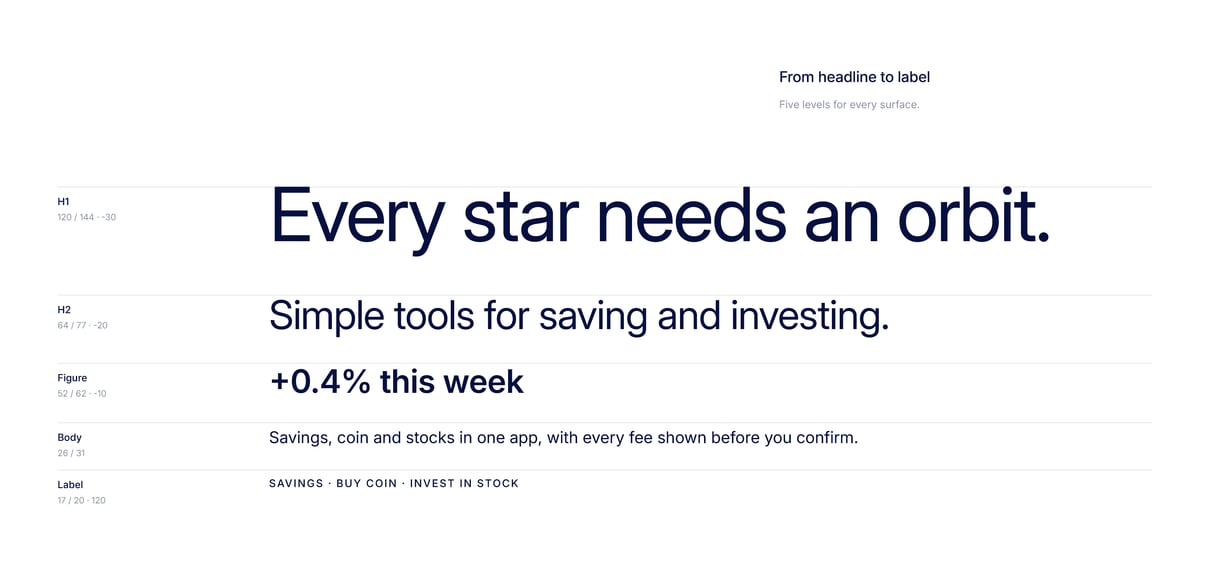 From headline to label
Five levels for every surface.
H1
120 / 144 · -30
Every star needs an orbit.
H2
64 / 77 · -20
Simple tools for saving and investing.
Figure
52 / 62 · -10
+0.4% this week
Body
26 / 31
Savings, coin and stocks in one app, with every fee shown before you confirm.
Label
17 / 20 · 120
SAVINGS · BUY COIN · INVEST IN STOCK